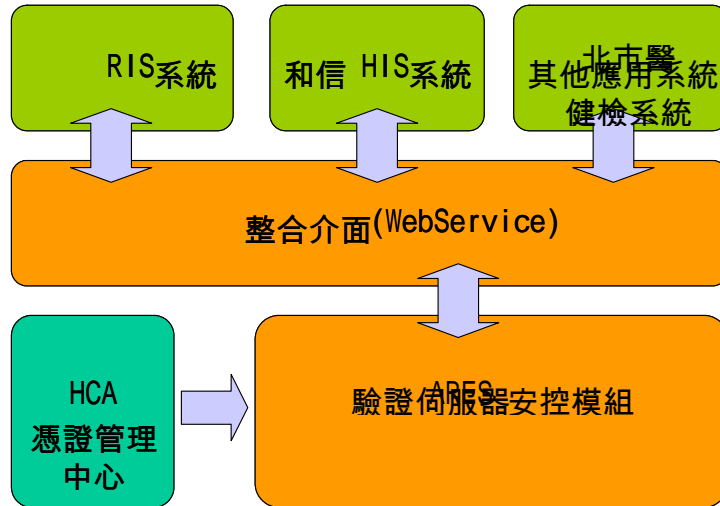 RIS系統
和信 HIS系統
北市醫
其他應用系統
健檢系統
整合介面(WebService)
HCA
憑證管理
中心
ARES
驗證伺服器安控模組